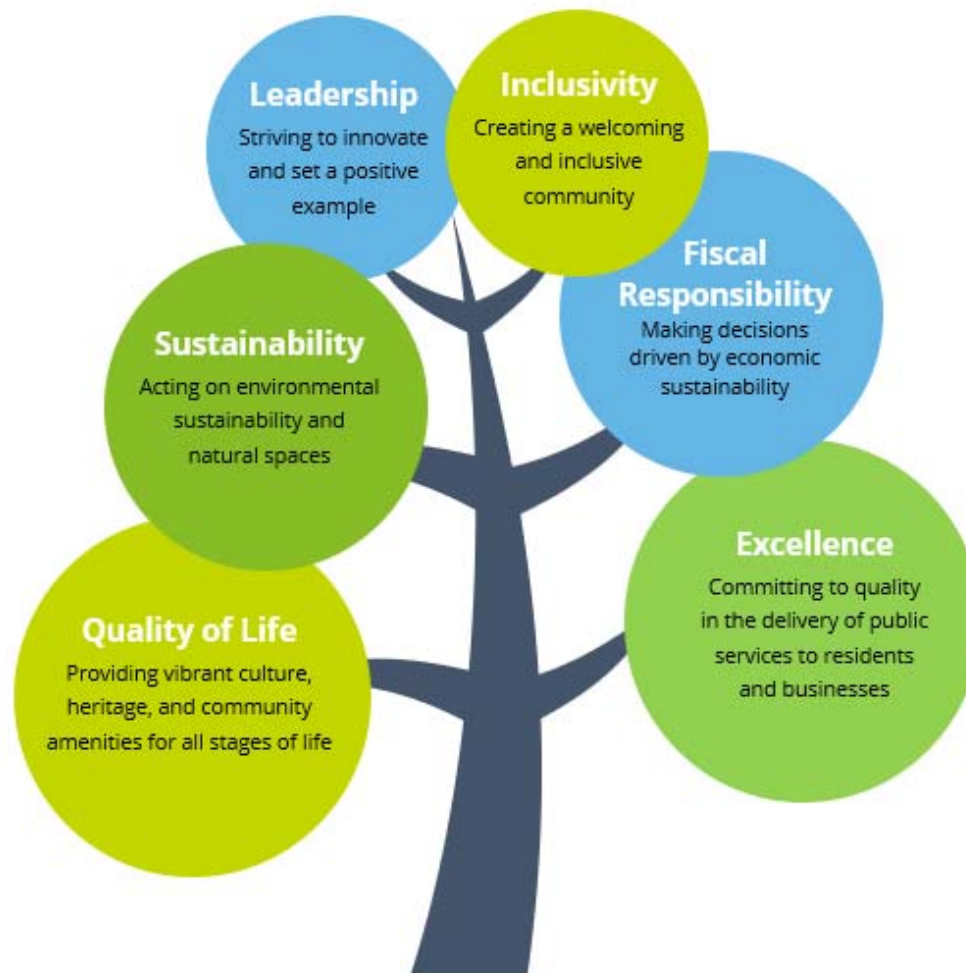 Leadership
Striving to innovate
and set a positive
example
Inclusivity
Creating a welcoming
and inclusive
community
Fiscal
Responsibility
Making decisions
driven by economic
sustainability
Sustainability
Acting on environmental
sustainability and
natural spaces
Excellence
Committing to quality
in the delivery of public
services to residents
and businesses
Quality of Life
Providing vibrant culture,
heritage, and community
amenities for all stages of life